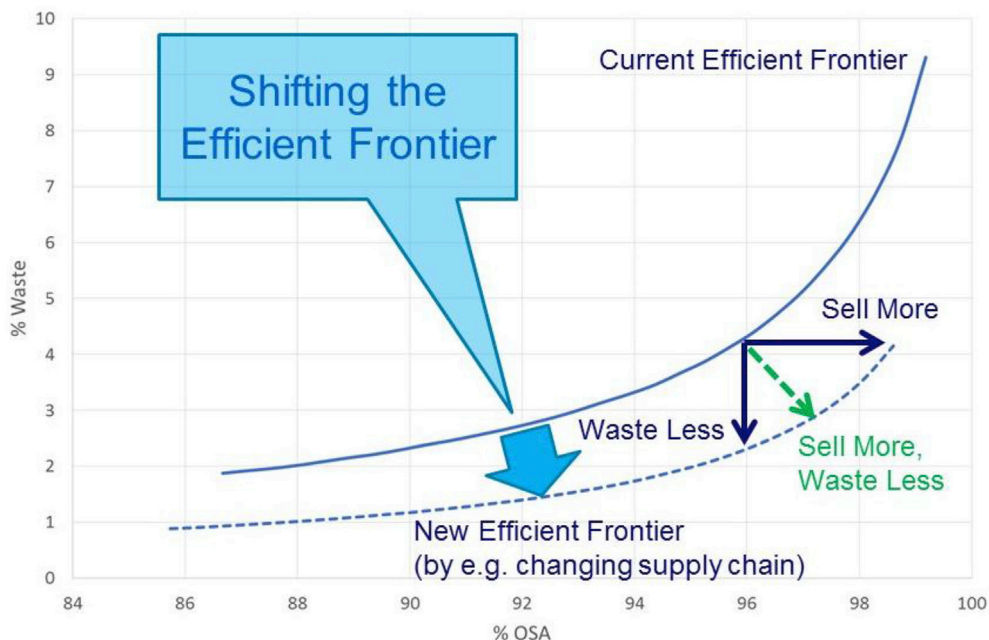 Shifting the
Efficient Frontier
Current Efficient Frontier
Sell More
Waste Less
Sell More,
Waste Less
New Efficient Frontier
(by e.g. changing supply chain)
% Waste
10
9
8
7
6
5
4
3
2
1
0
84 86 88 90 92 94 96 98 100
% OSA